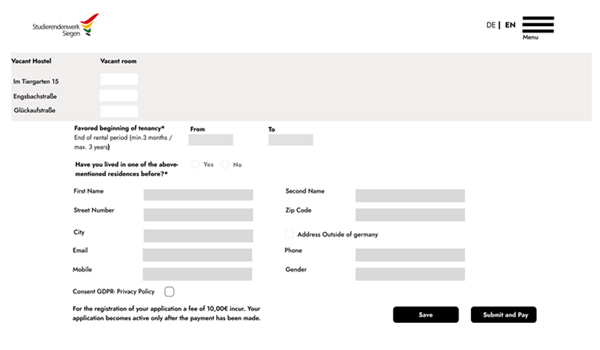 Studierendenwerk
Siegen
DE | EN
Menu
Vacant Hostel Vacant room
Im Tiergarten 15
Engsbachstraße
Glückaufstraße
Favored beginning of tenancy* From To
End of rental period (min.3 months /
max. 3 years)
Have you lived in one of the above- Yes No
mentioned residences before?*
First Name Second Name
Street Number Zip Code
City Address Outside of germany
Email Phone
Mobile Gender
Consent GDPR- Privacy Policy
For the registration of your application a fee of 10,00€ incur. Your
application becomes active only after the payment has been made.
Save Submit and Pay